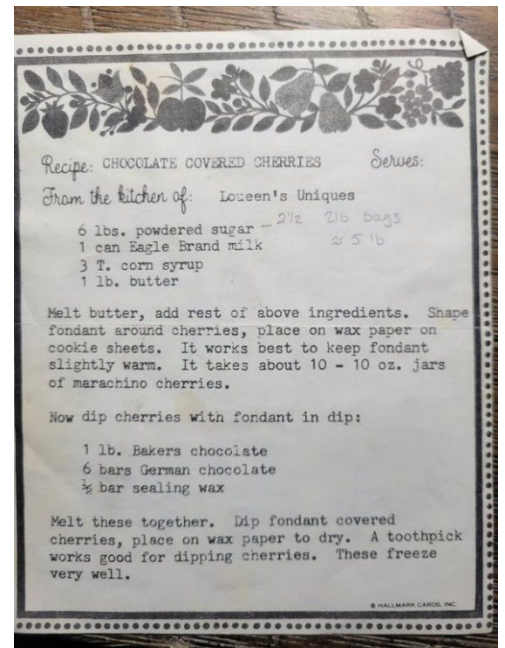 Recipe: CHOCOLATE COVERED CHERRIES Serves:
From the kitchen of: Loueen's Uniques
6 lbs. powdered sugar - 2½ 2lb bags
1 can Eagle Brand milk ≈ 5 lb
3 T. corn syrup
1 lb. butter
Melt butter, add rest of above ingredients. Shape
fondant around cherries, place on wax paper on
cookie sheets. It works best to keep fondant
slightly warm. It takes about 10 - 10 oz. jars
of marachino cherries.
Now dip cherries with fondant in dip:
1 lb. Bakers chocolate
6 bars German chocolate
½ bar sealing wax
Melt these together. Dip fondant covered
cherries, place on wax paper to dry. A toothpick
works good for dipping cherries. These freeze
very well.
© HALLMARK CARDS, INC.